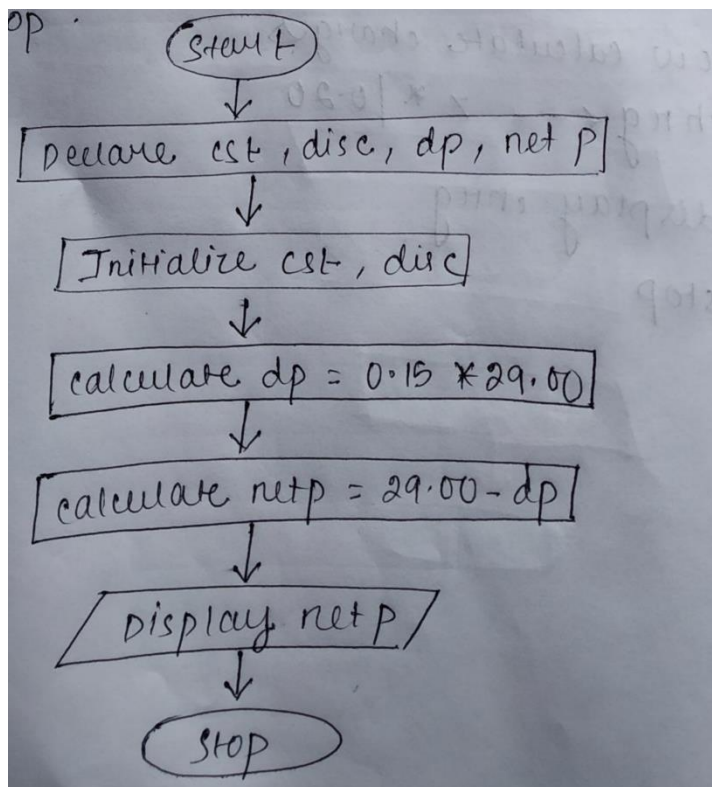 op.
Start
Declare cst, disc, dp, net p
Initialize cst, disc
calculate dp = 0.15 * 29.00
calculate netp = 29.00 - dp
Display netp
Stop